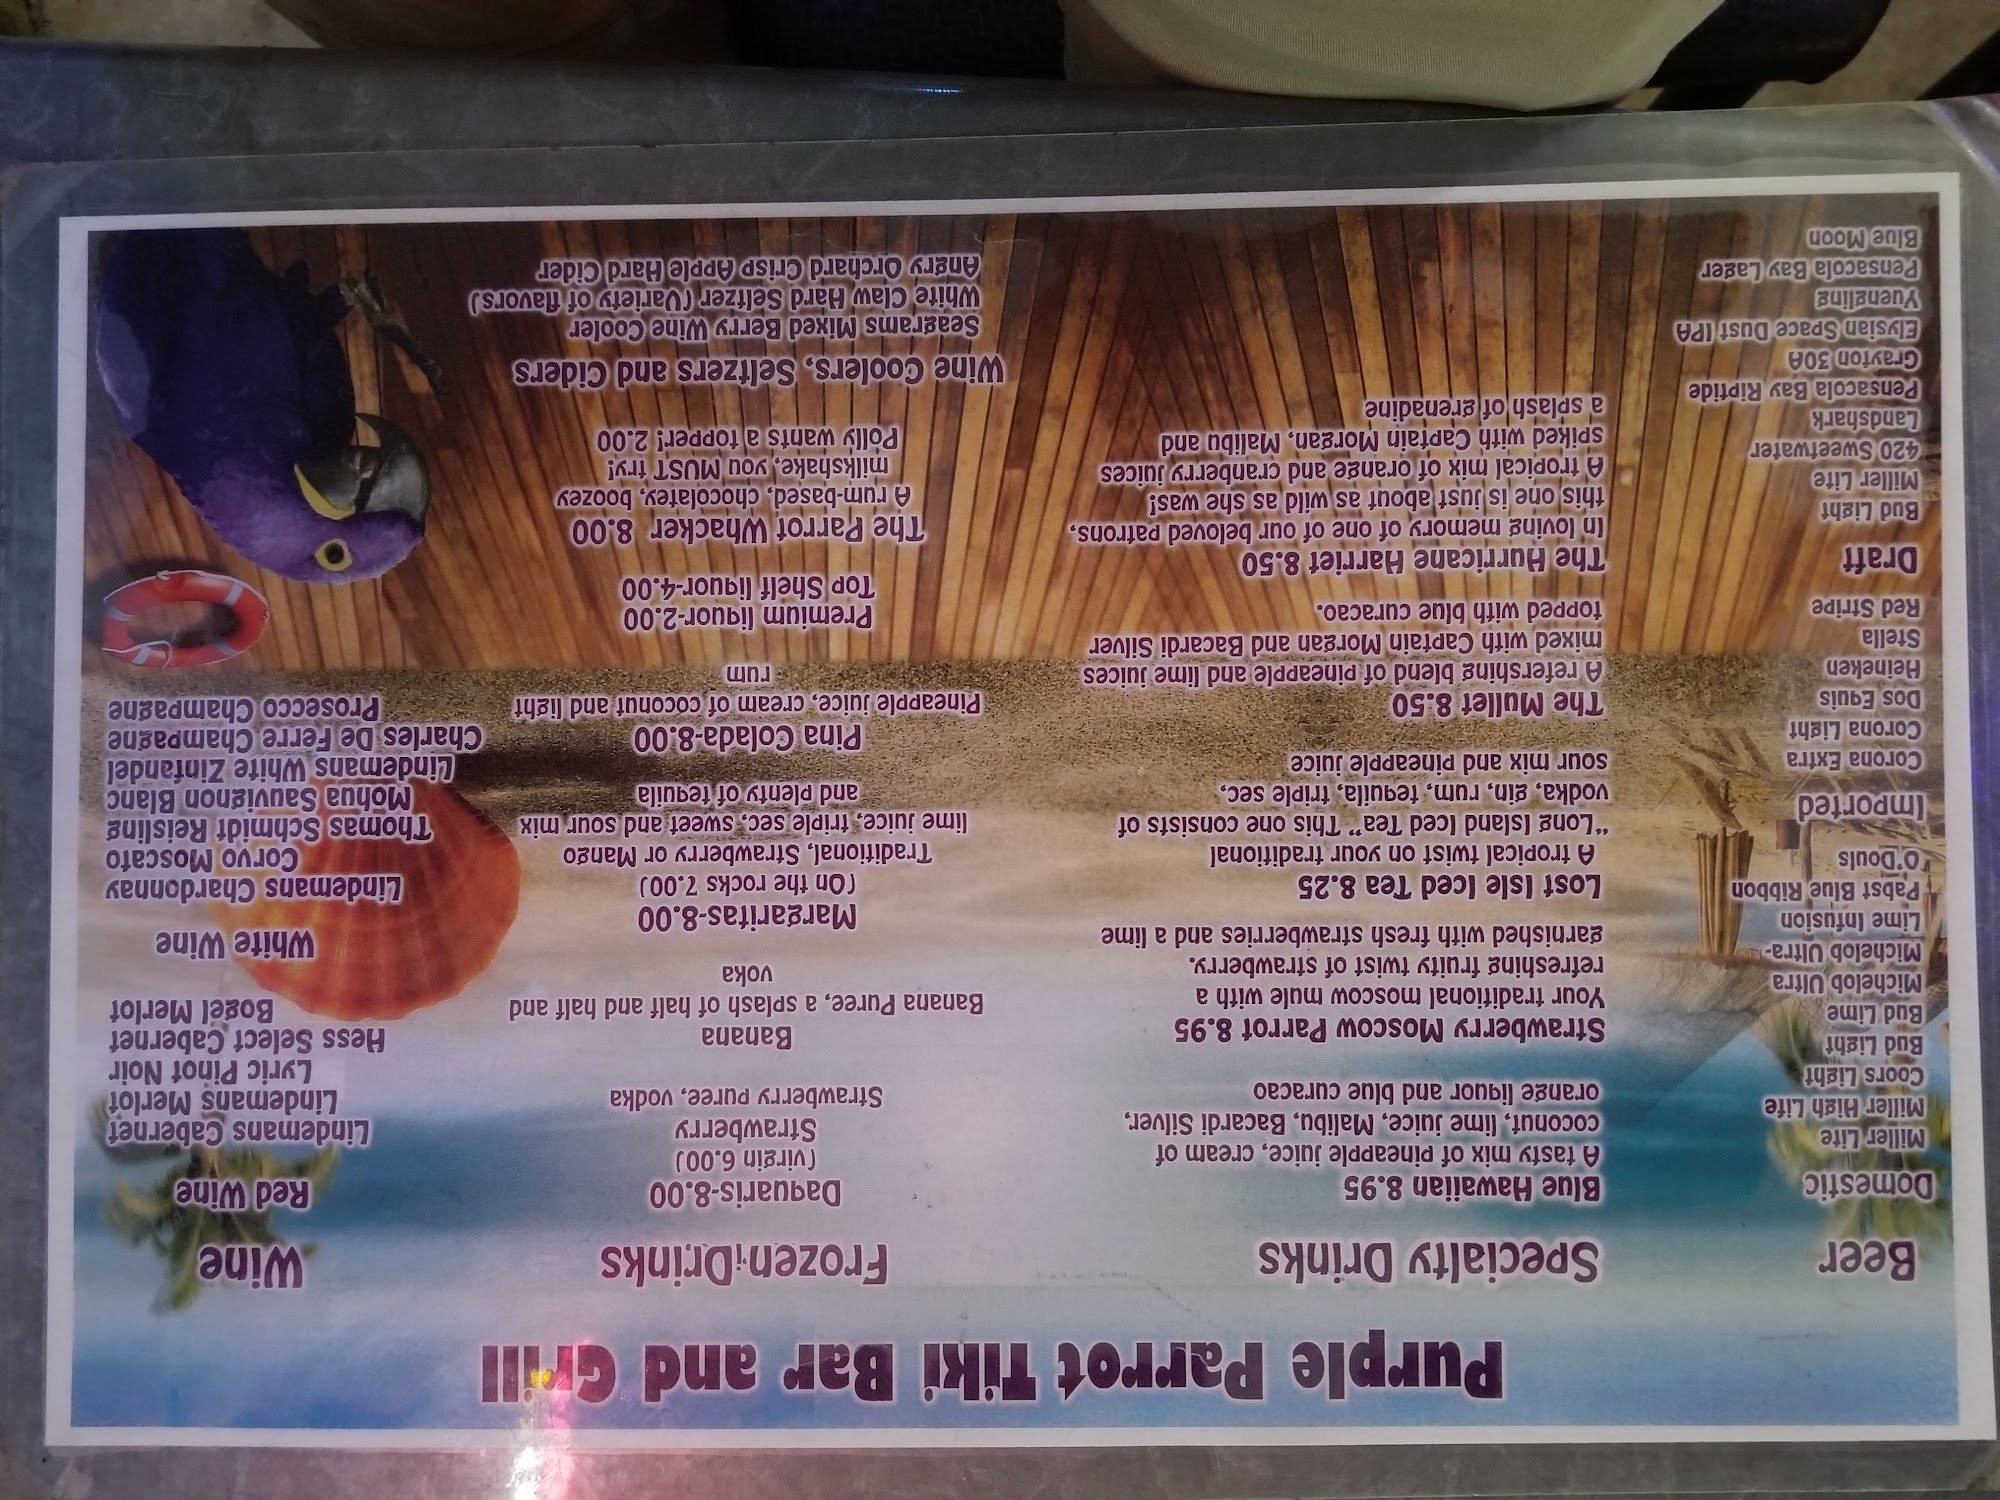 Purple Parrot Tiki Bar and Grill
Beer
Domestic
Miller Lite
Miller High Life
Coors Light
Bud Light
Bud Lime
Michelob Ultra
Michelob Ultra-
Lime Infusion
Pabst Blue Ribbon
O'Douls
Imported
Corona Extra
Corona Light
Dos Equis
Heineken
Stella
Red Stripe
Draft
Bud Light
Miller Lite
420 Sweetwater
Landshark
Pensacola Bay Riptide
Grayton 30A
Elysian Space Dust IPA
Yuengling
Pensacola Bay Lager
Blue Moon
Specialty Drinks
Blue Hawaiian 8.95
A tasty mix of pineapple juice, cream of
coconut, lime juice, Malibu, Bacardi Silver,
orange liquor and blue curacao
Strawberry Moscow Parrot 8.95
Your traditional moscow mule with a
refreshing fruity twist of strawberry.
garnished with fresh strawberries and a lime
Lost Isle Iced Tea 8.25
A tropical twist on your traditional
"Long Island Iced Tea" This one consists of
vodka, gin, rum, tequila, triple sec,
sour mix and pineapple juice
The Mullet 8.50
A refershing blend of pineapple and lime juices
mixed with Captain Morgan and Bacardi Silver
topped with blue curacao.
The Hurricane Harriet 8.50
In loving memory of one of our beloved patrons,
this one is just about as wild as she was!
A tropical mix of orange and cranberry juices
spiked with Captain Morgan, Malibu and
a splash of grenadine
Frozen Drinks
Daquaris-8.00
(virgin 6.00)
Strawberry
Strawberry puree, vodka
Banana
Banana Puree, a splash of half and half and
voka
Margaritas-8.00
(On the rocks 7.00)
Traditional, Strawberry or Mango
lime juice, triple sec, sweet and sour mix
and plenty of tequila
Pina Colada-8.00
Pineapple juice, cream of coconut and light
rum
Premium liquor-2.00
Top Shelf liquor-4.00
The Parrot Whacker 8.00
A rum-based, chocolatey, boozey
milkshake, you MUST try!
Polly wants a topper! 2.00
Wine Coolers, Seltzers and Ciders
Seagrams Mixed Berry Wine Cooler
White Claw Hard Seltzer (Variety of flavors)
Angry Orchard Crisp Apple Hard Cider
Wine
Red Wine
Lindemans Cabernet
Lindemans Merlot
Lyric Pinot Noir
Hess Select Cabernet
Bogel Merlot
White Wine
Lindemans Chardonnay
Corvo Moscato
Thomas Schmidt Reisling
Mohua Sauvignon Blanc
Lindemans White Zinfandel
Charles De Ferre Champagne
Prosecco Champagne